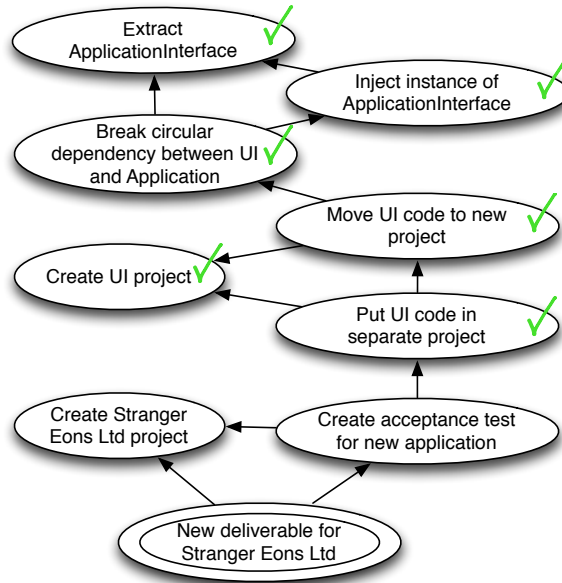 Extract
ApplicationInterface
Inject instance of
ApplicationInterface
Break circular
dependency between UI
and Application
Move UI code to new
project
Create UI project
Put UI code in
separate project
Create Stranger
Eons Ltd project
Create acceptance test
for new application
New deliverable for
Stranger Eons Ltd